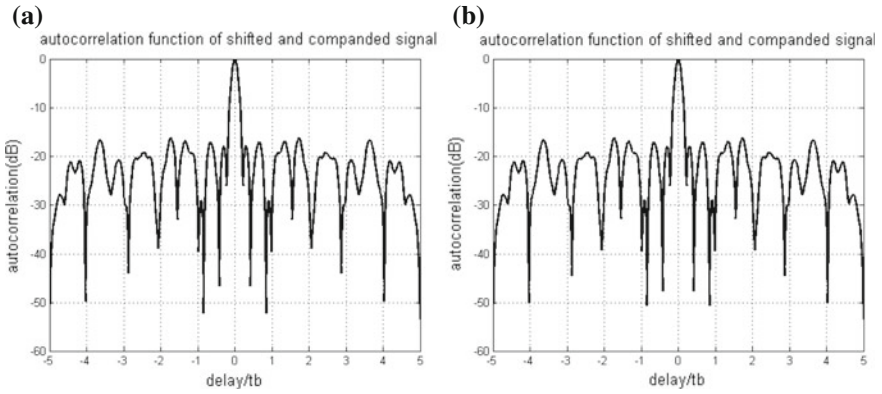 (a)
autocorrelation function of shifted and companded signal
0
-10
-20
-30
-40
-50
-60
autocorrelation(dB)
-5 -4 -3 -2 -1 0 1 2 3 4 5
delay/tb
(b)
autocorrelation function of shifted and companded signal
0
-10
-20
-30
-40
-50
-60
autocorrelation(dB)
-5 -4 -3 -2 -1 0 1 2 3 4 5
delay/tb